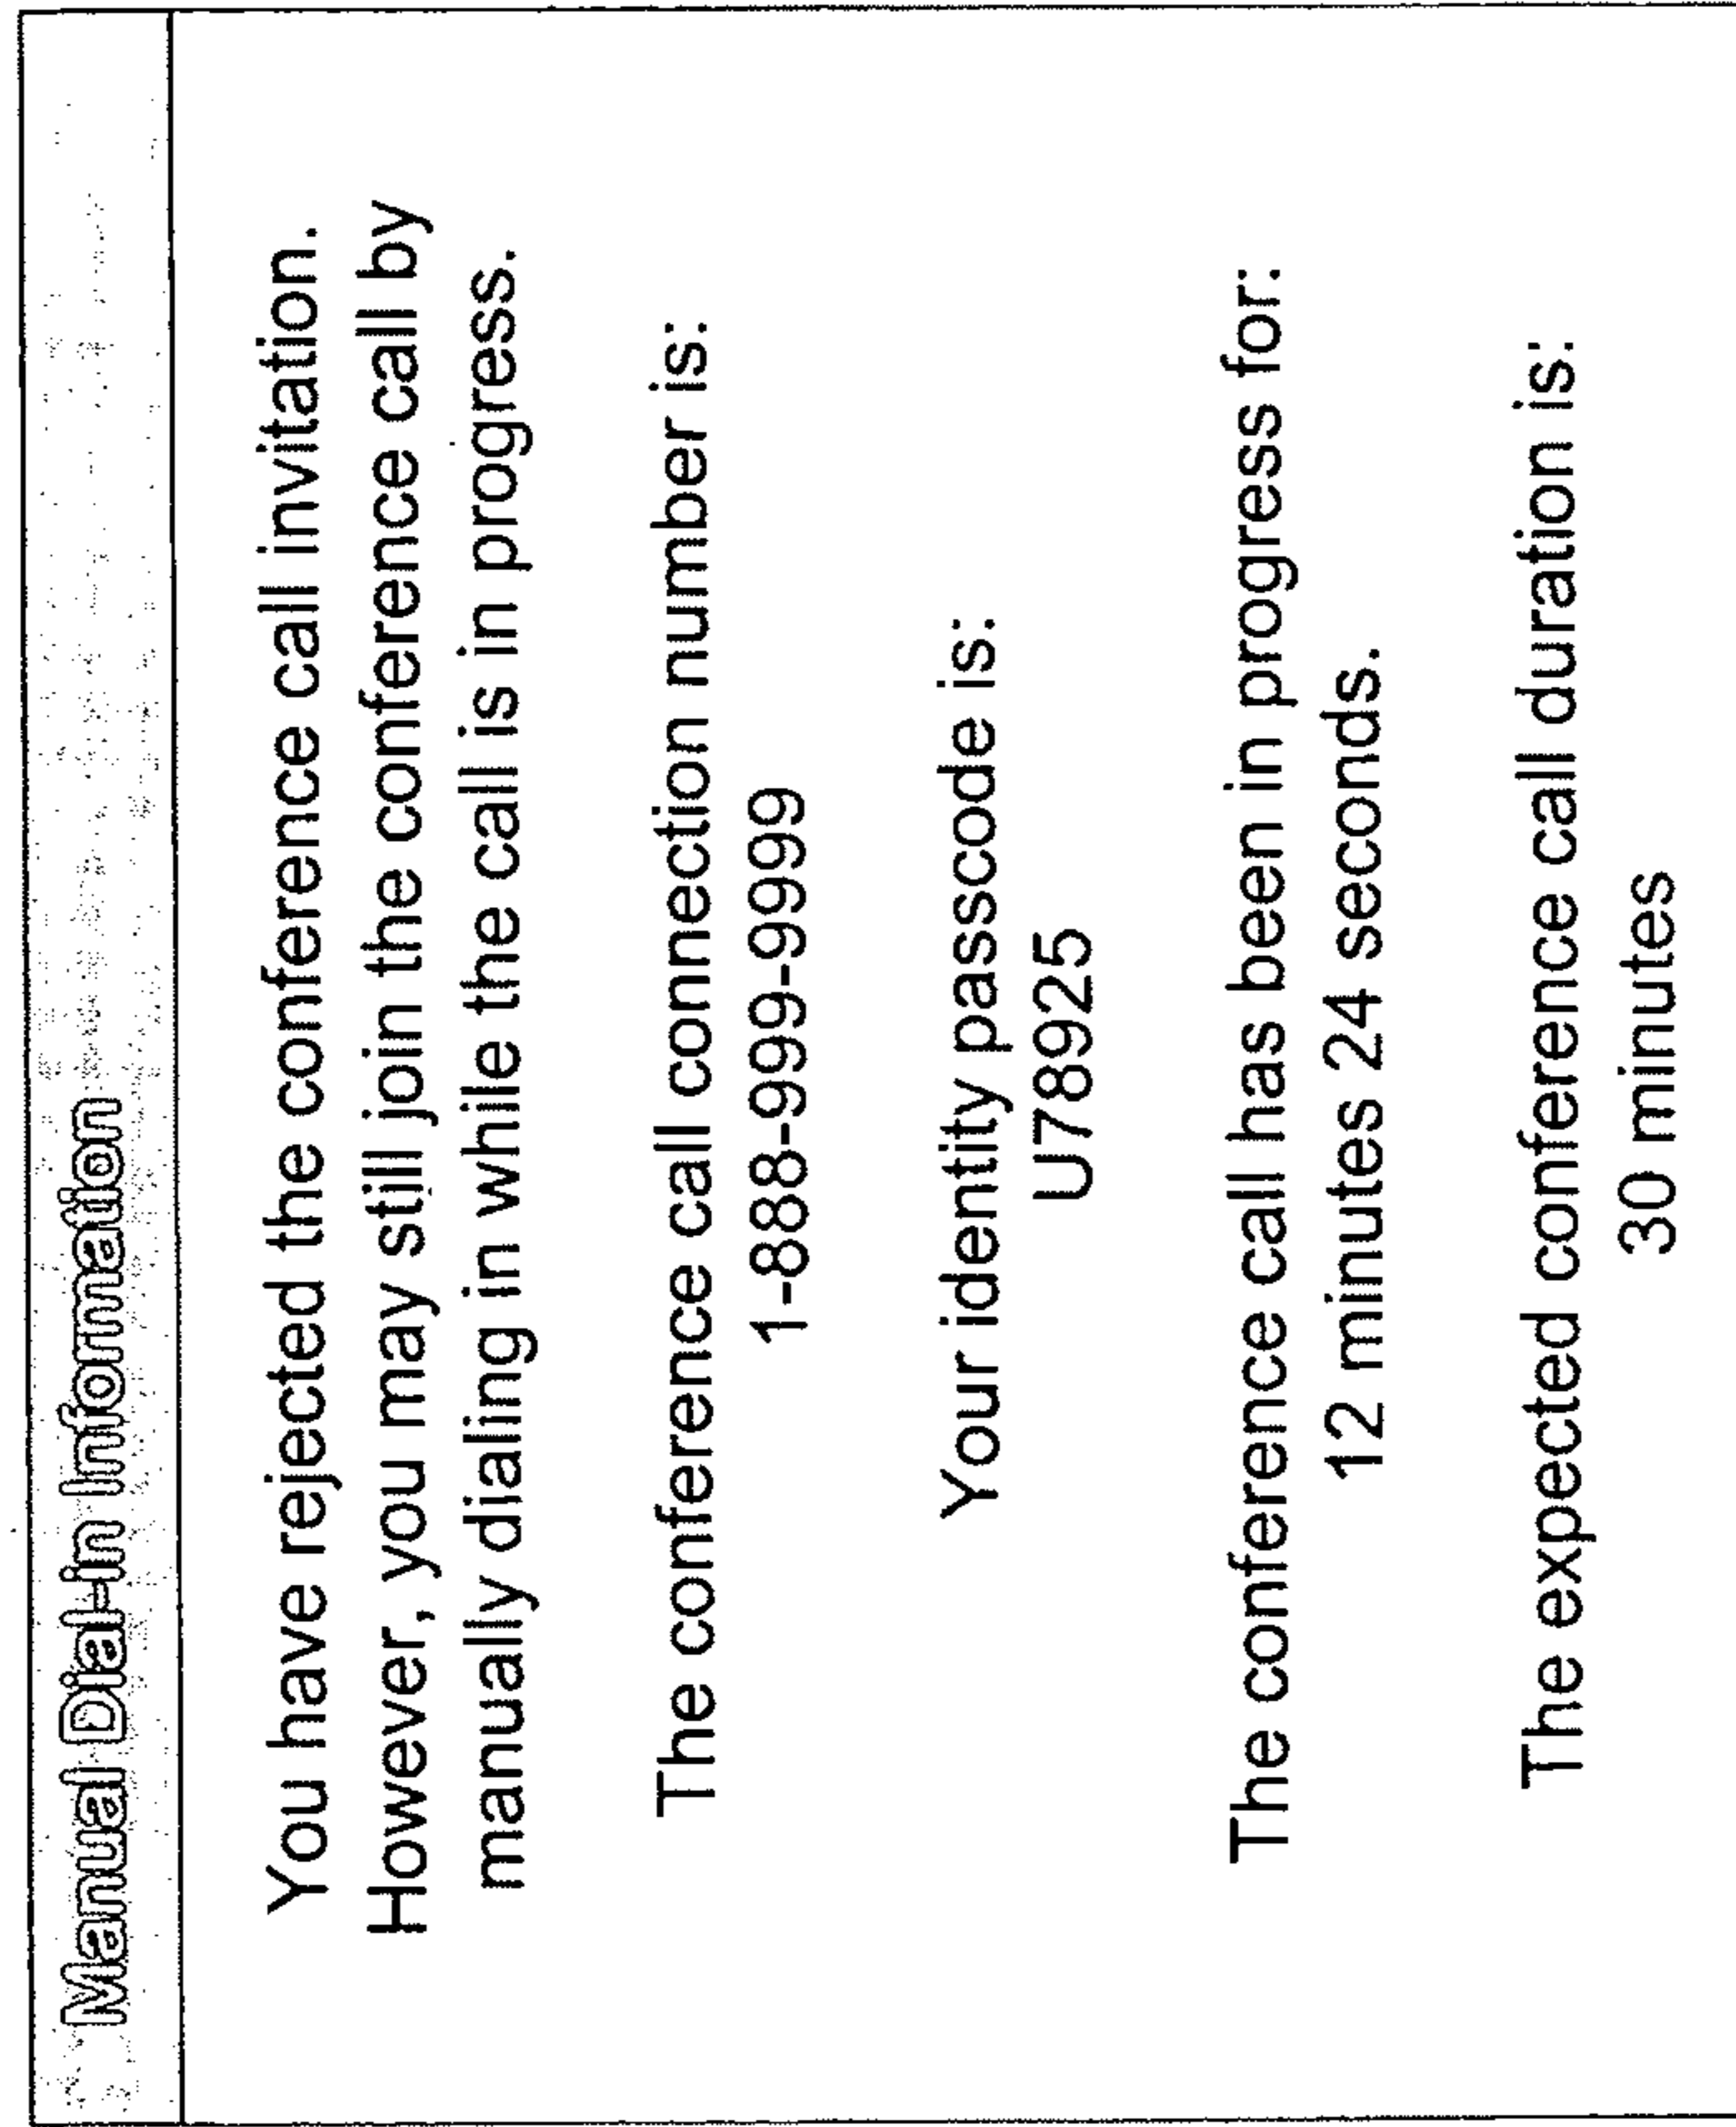 Manual Dial-in Information
You have rejected the conference call invitation.
However, you may still join the conference call by
manually dialing in while the call is in progress.
The conference call connection number is:
1-888-999-9999
Your identity passcode is:
U78925
The conference call has been in progress for:
12 minutes 24 seconds.
The expected conference call duration is:
30 minutes